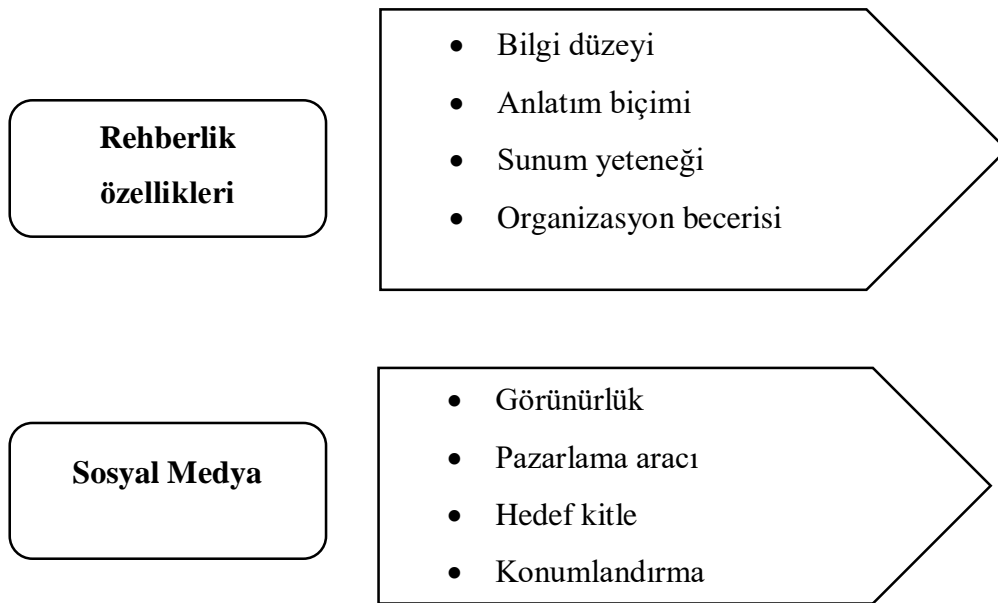 Rehberlik
özellikleri
• Bilgi düzeyi
• Anlatım biçimi
• Sunum yeteneği
• Organizasyon becerisi
Sosyal Medya
• Görünürlük
• Pazarlama aracı
• Hedef kitle
• Konumlandırma